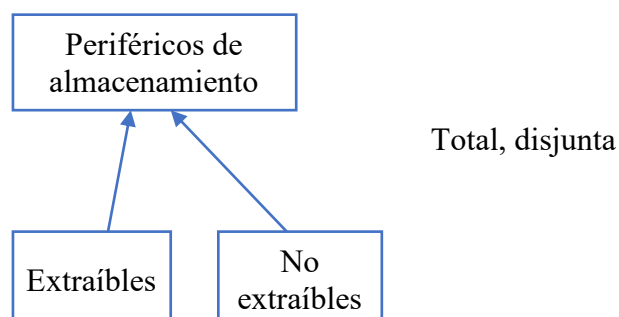 Periféricos de
almacenamiento
Total, disjunta
Extraíbles
No
extraíbles